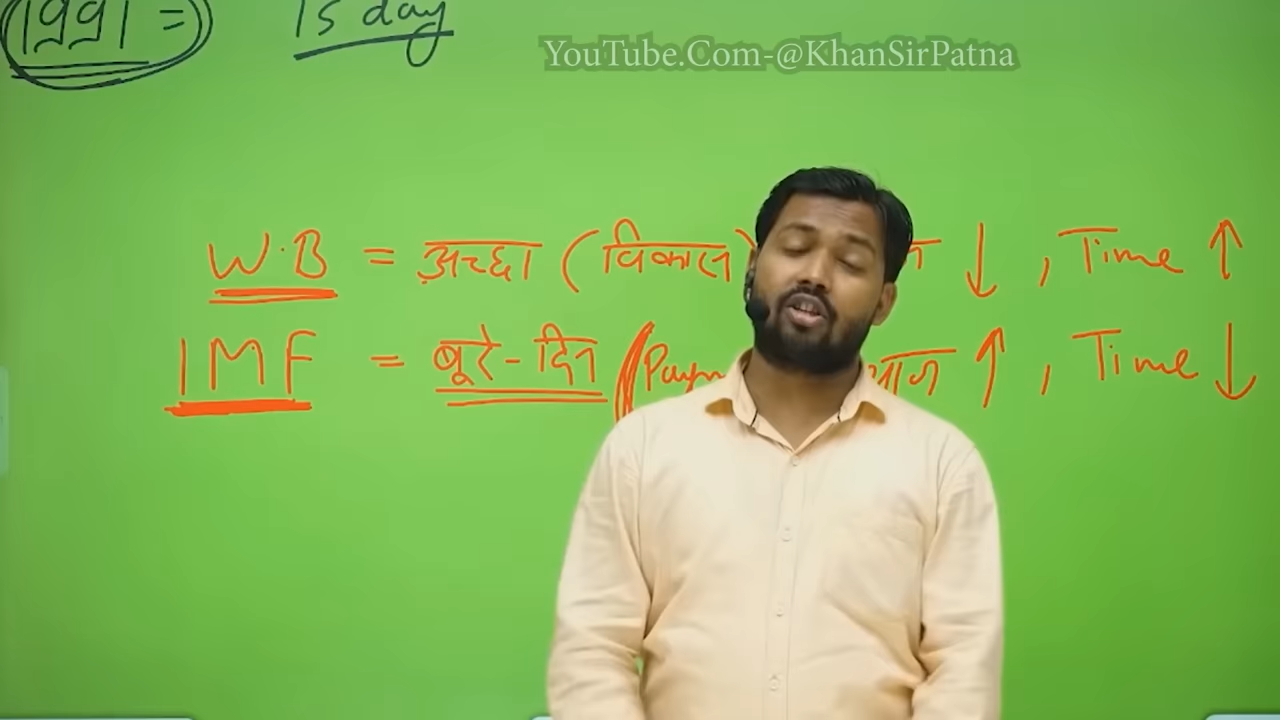 1991 = 15 day
YouTube.Com-@KhanSirPatna
W.B = अच्छा (विकास) ↓ , Time ↑
IMF = बूरे-दिन ( ↑ , Time ↓